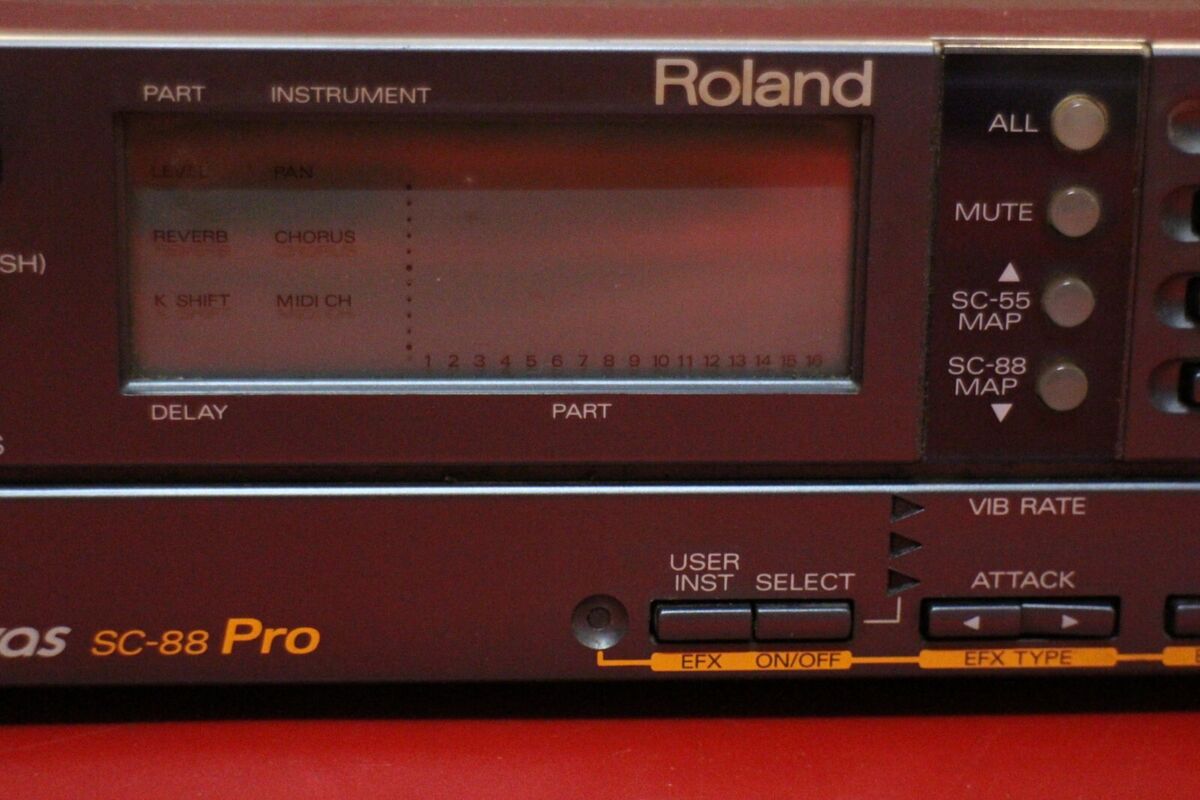 PART INSTRUMENT Roland
ALL
LEVEL PAN
MUTE
REVERB CHORUS
SH)
K SHIFT MIDI CH
SC-55
MAP
1 2 3 4 5 6 7 8 9 10 11 12 13 14 15 16
SC-88
MAP
DELAY PART
S
VIB RATE
USER
INST SELECT
ATTACK
vas SC-88 Pro
EFX ON/OFF EFX TYPE